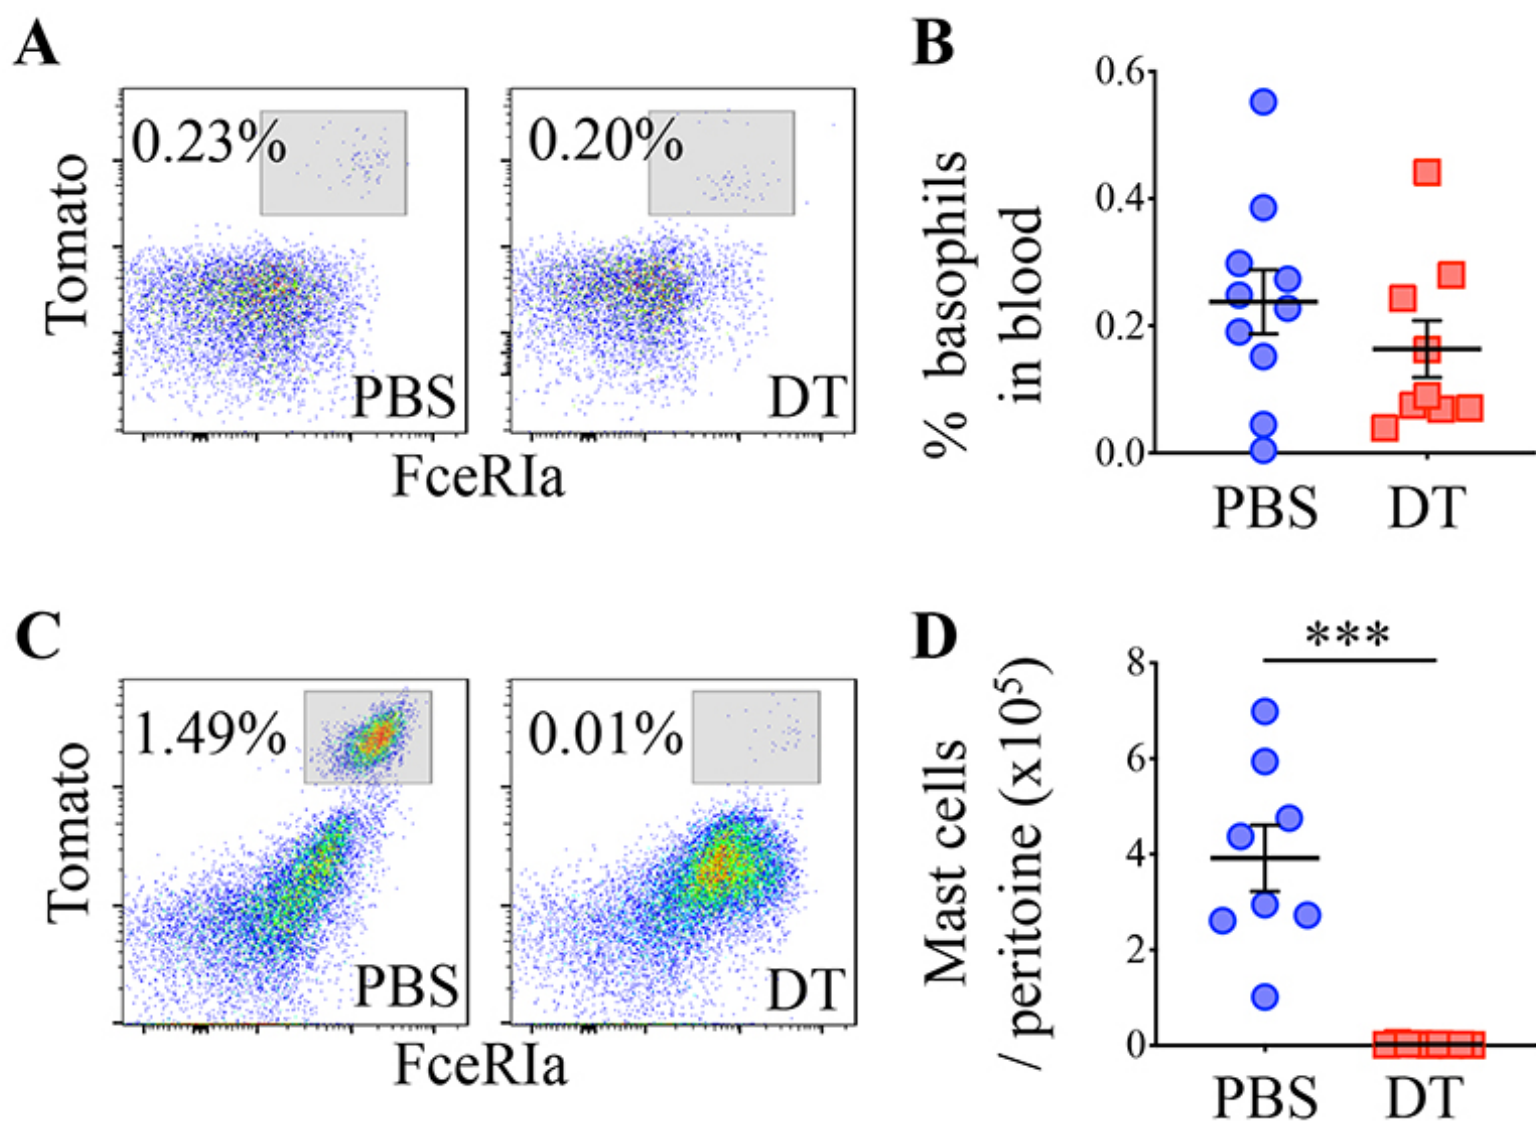 A
0.23%
PBS
0.20%
DT
Tomato
FceRIa
B
% basophils
in blood
0.6
0.4
0.2
0.0
PBS
DT
C
1.49%
PBS
0.01%
DT
Tomato
FceRIa
D
***
Mast cells
/ peritoine (x10⁵)
8
6
4
2
0
PBS
DT